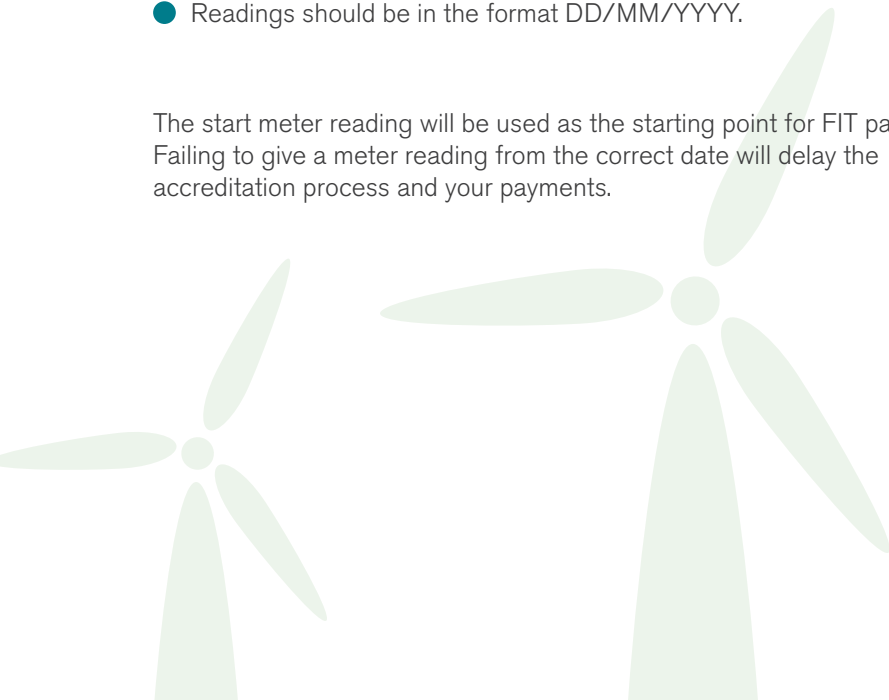 Readings should be in the format DD/MM/YYYY.
The start meter reading will be used as the starting point for FIT
Failing to give a meter reading from the correct date will delay the
accreditation process and your payments.